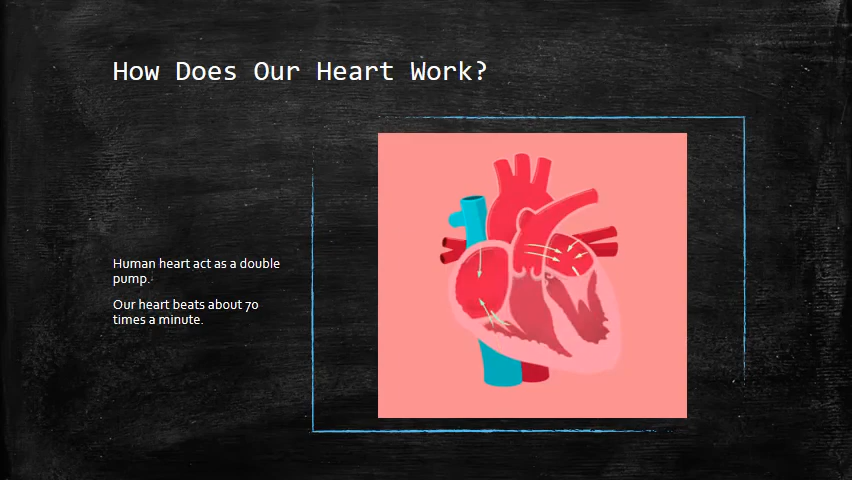 How Does Our Heart Work?
Human heart act as a double
pump.
Our heart beats about 70
times a minute.